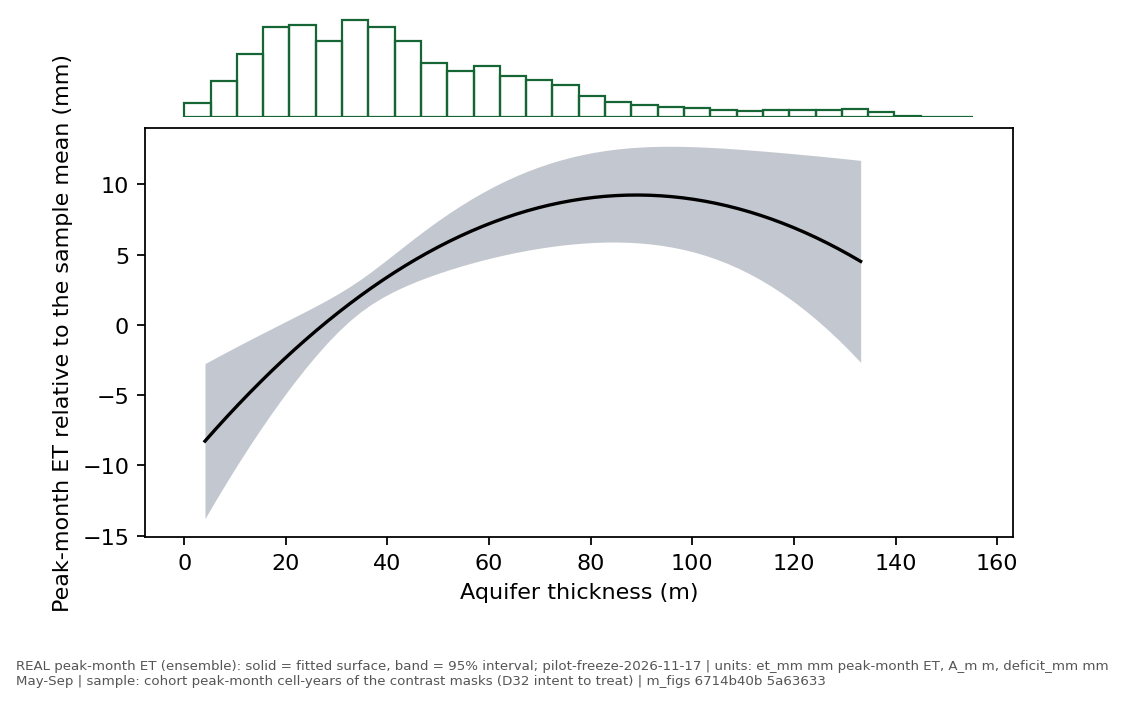 Peak-month ET relative to the sample mean (mm)
10
5
0
−5
−10
−15
0 20 40 60 80 100 120 140 160
Aquifer thickness (m)
REAL peak-month ET (ensemble): solid = fitted surface, band = 95% interval; pilot-freeze-2026-11-17 | units: et_mm mm peak-month ET, A_m m, deficit_mm mm
May-Sep | sample: cohort peak-month cell-years of the contrast masks (D32 intent to treat) | m_figs 6714b40b 5a63633